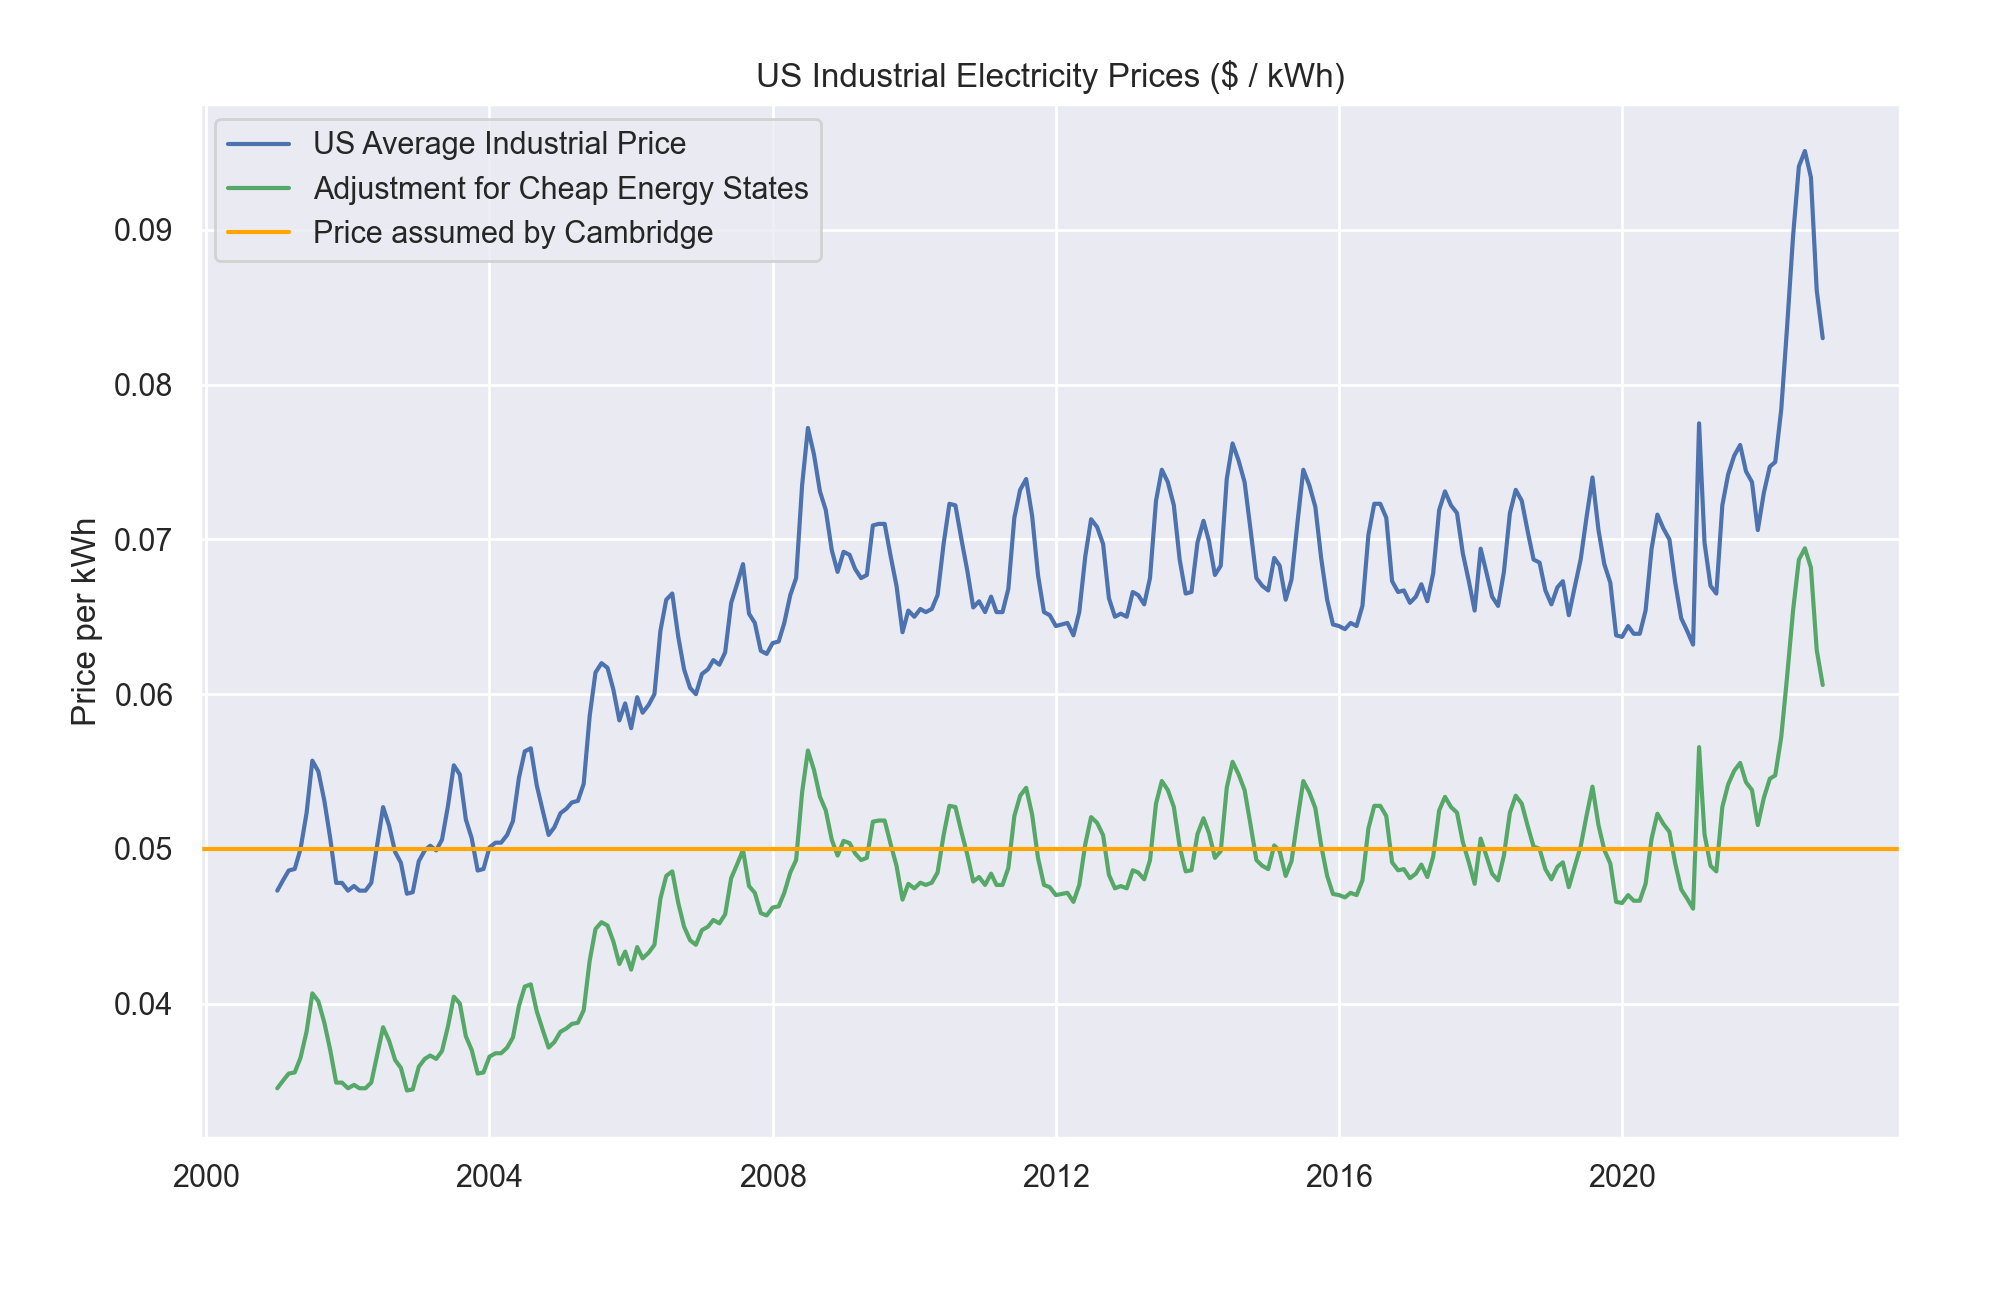 US Industrial Electricity Prices ($ / kWh)
US Average Industrial Price
Adjustment for Cheap Energy States
Price assumed by Cambridge
Price per kWh
0.09
0.08
0.07
0.06
0.05
0.04
2000 2004 2008 2012 2016 2020